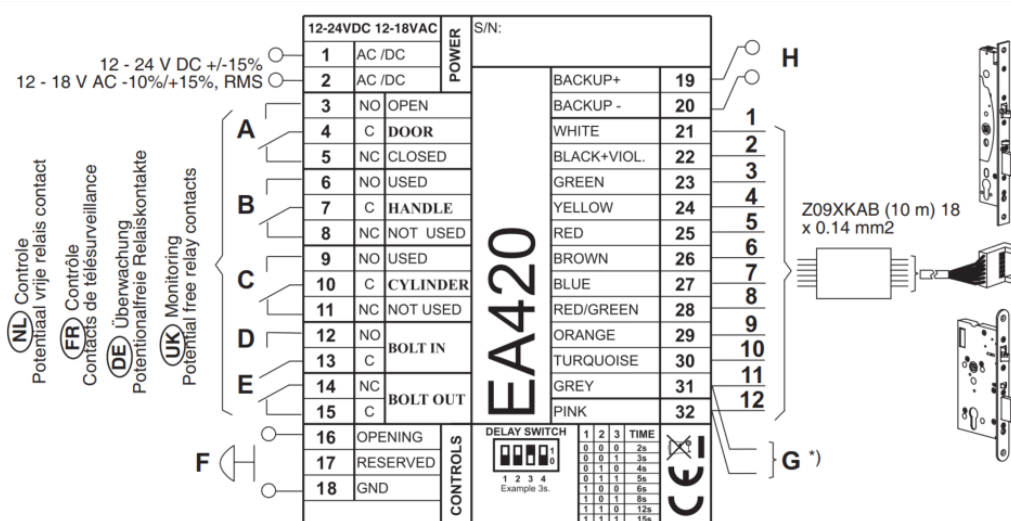 12-24VDC 12-18VAC
POWER
S/N:
12 - 24 V DC +/-15%
12 - 18 V AC -10%/+15%, RMS
1 AC /DC
2 AC /DC
3 NO OPEN
4 C DOOR
5 NC CLOSED
6 NO USED
7 C HANDLE
8 NC NOT USED
9 NO USED
10 C CYLINDER
11 NC NOT USED
12 NO
BOLT IN
13 C
14 NC
BOLT OUT
15 C
16 OPENING
17 RESERVED
18 GND
CONTROLS
A
B
C
D
E
F
NL Controle
Potentiaal vrije relais contact
FR Contrôle
Contacts de télésurveillance
DE Überwachung
Potentionalfreie Relaiskontakte
UK Monitoring
Potential free relay contacts
EA420
BACKUP+ 19
BACKUP - 20
WHITE 21 1
BLACK+VIOL. 22 2
GREEN 23 3
YELLOW 24 4
RED 25 5
BROWN 26 6
BLUE 27 7
RED/GREEN 28 8
ORANGE 29 9
TURQUOISE 30 10
GREY 31 11
PINK 32 12
H
G *)
Z09XKAB (10 m) 18
x 0.14 mm2
DELAY SWITCH
1
0
1 2 3 4
Example 3s.
1 2 3 TIME
0 0 0 2s
0 0 1 3s
0 1 0 4s
0 1 1 5s
1 0 0 6s
1 0 1 8s
1 1 0 12s
1 1 1 15s
CE